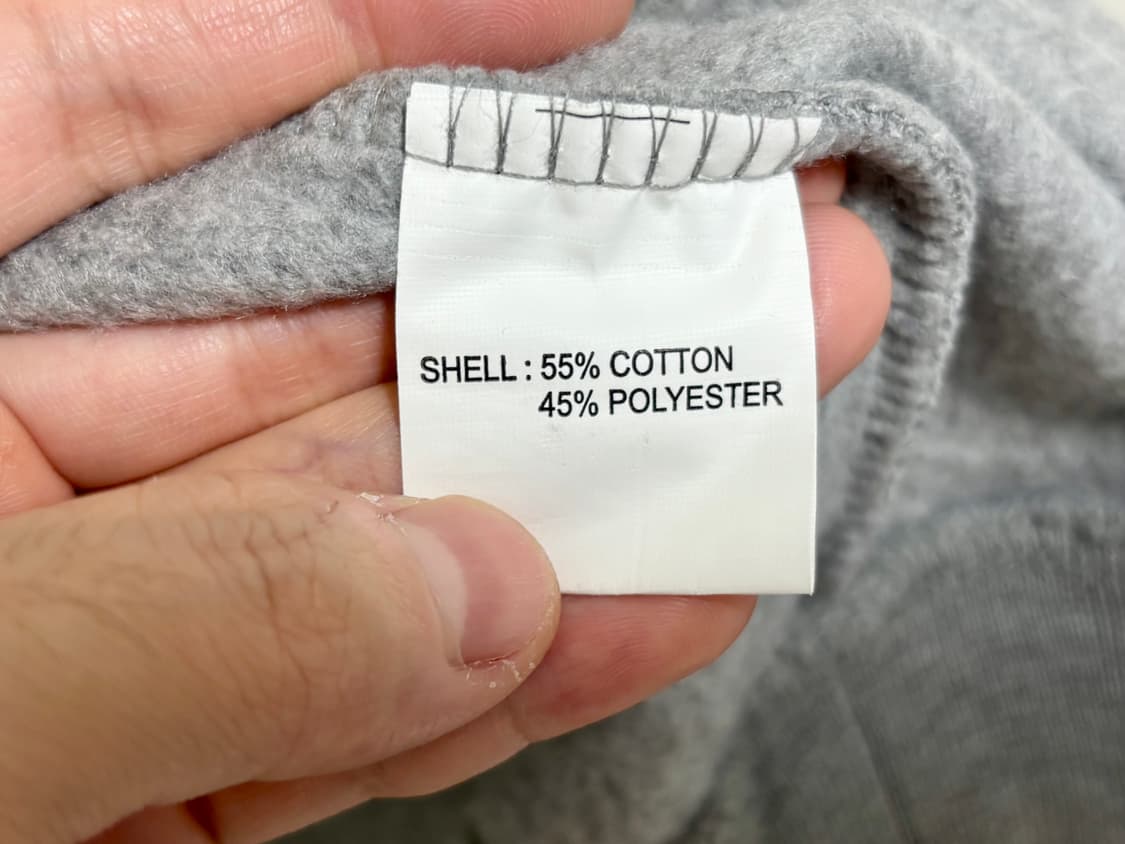 SHELL : 55% COTTON
45% POLYESTER